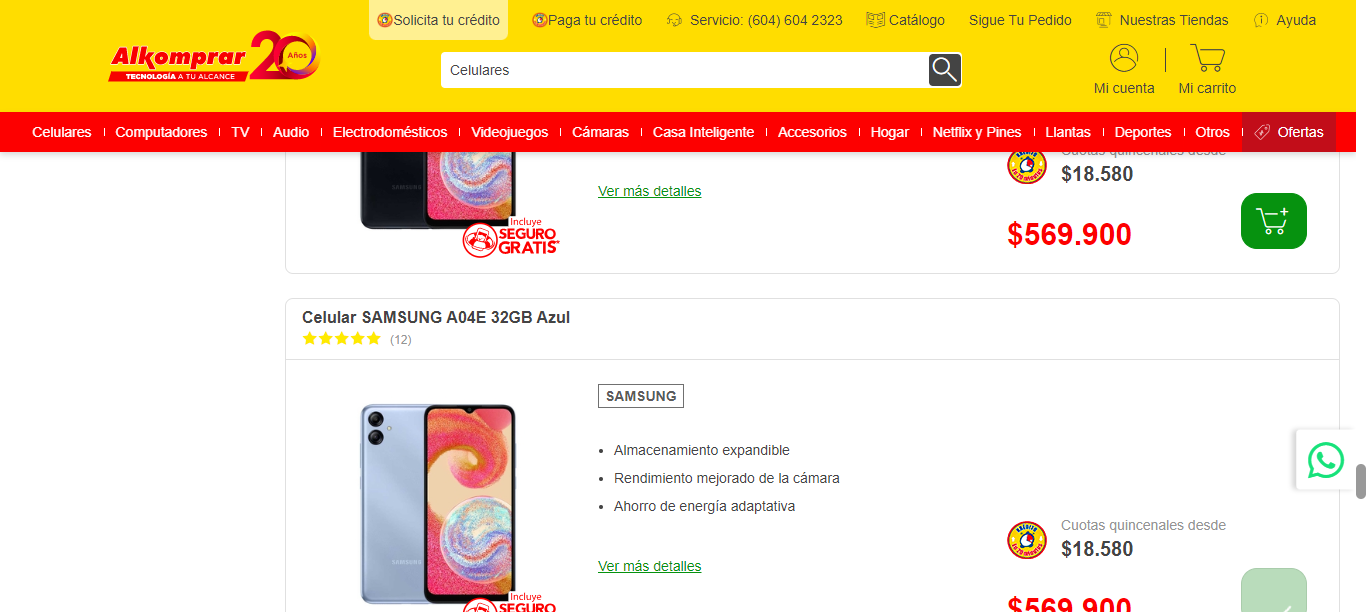 Solicita tu crédito
Paga tu crédito
Servicio: (604) 604 2323
Catálogo
Sigue Tu Pedido
Nuestras Tiendas
Ayuda
Alkomprar 20 Años
TECNOLOGÍA A TU ALCANCE
Celulares
Mi cuenta
Mi carrito
Celulares
Computadores
TV
Audio
Electrodomésticos
Videojuegos
Cámaras
Casa Inteligente
Accesorios
Hogar
Netflix y Pines
Llantas
Deportes
Otros
Ofertas
SAMSUNG
Incluye
SEGURO
GRATIS*
Ver más detalles
Cuotas quincenales desde
$18.580
$569.900
Celular SAMSUNG A04E 32GB Azul
(12)
SAMSUNG
SAMSUNG
Almacenamiento expandible
Rendimiento mejorado de la cámara
Ahorro de energía adaptativa
Ver más detalles
Incluye
SEGURO
CRÉDITO
Cuotas quincenales desde
$18.580
$569.900